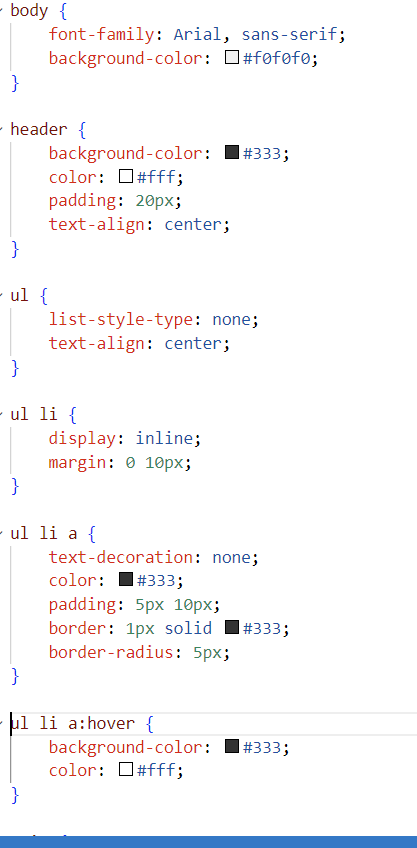 body {
    font-family: Arial, sans-serif;
    background-color: #f0f0f0;
}
header {
    background-color: #333;
    color: #fff;
    padding: 20px;
    text-align: center;
}
ul {
    list-style-type: none;
    text-align: center;
}
ul li {
    display: inline;
    margin: 0 10px;
}
ul li a {
    text-decoration: none;
    color: #333;
    padding: 5px 10px;
    border: 1px solid #333;
    border-radius: 5px;
}
ul li a:hover {
    background-color: #333;
    color: #fff;
}